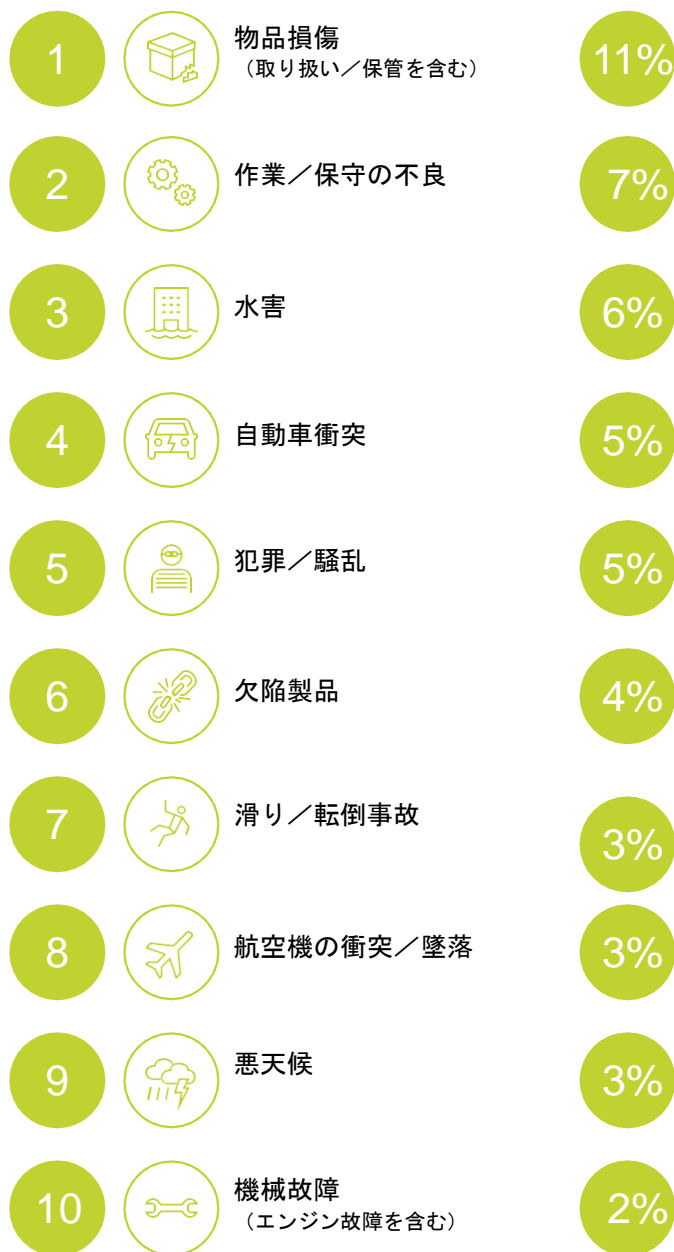 1
物品損傷
（取り扱い／保管を含む）
11%
2
作業／保守の不良
7%
3
水害
6%
4
自動車衝突
5%
5
犯罪／騒乱
5%
6
欠陥製品
4%
7
滑り／転倒事故
3%
8
航空機の衝突／墜落
3%
9
悪天候
3%
10
機械故障
（エンジン故障を含む）
2%